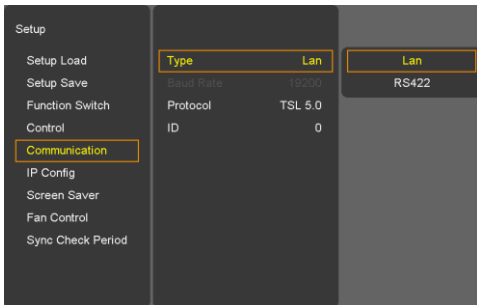 Setup
Setup Load
Setup Save
Function Switch
Control
Communication
IP Config
Screen Saver
Fan Control
Sync Check Period
Type Lan
Baud Rate 19200
Protocol TSL 5.0
ID 0
Lan
RS422